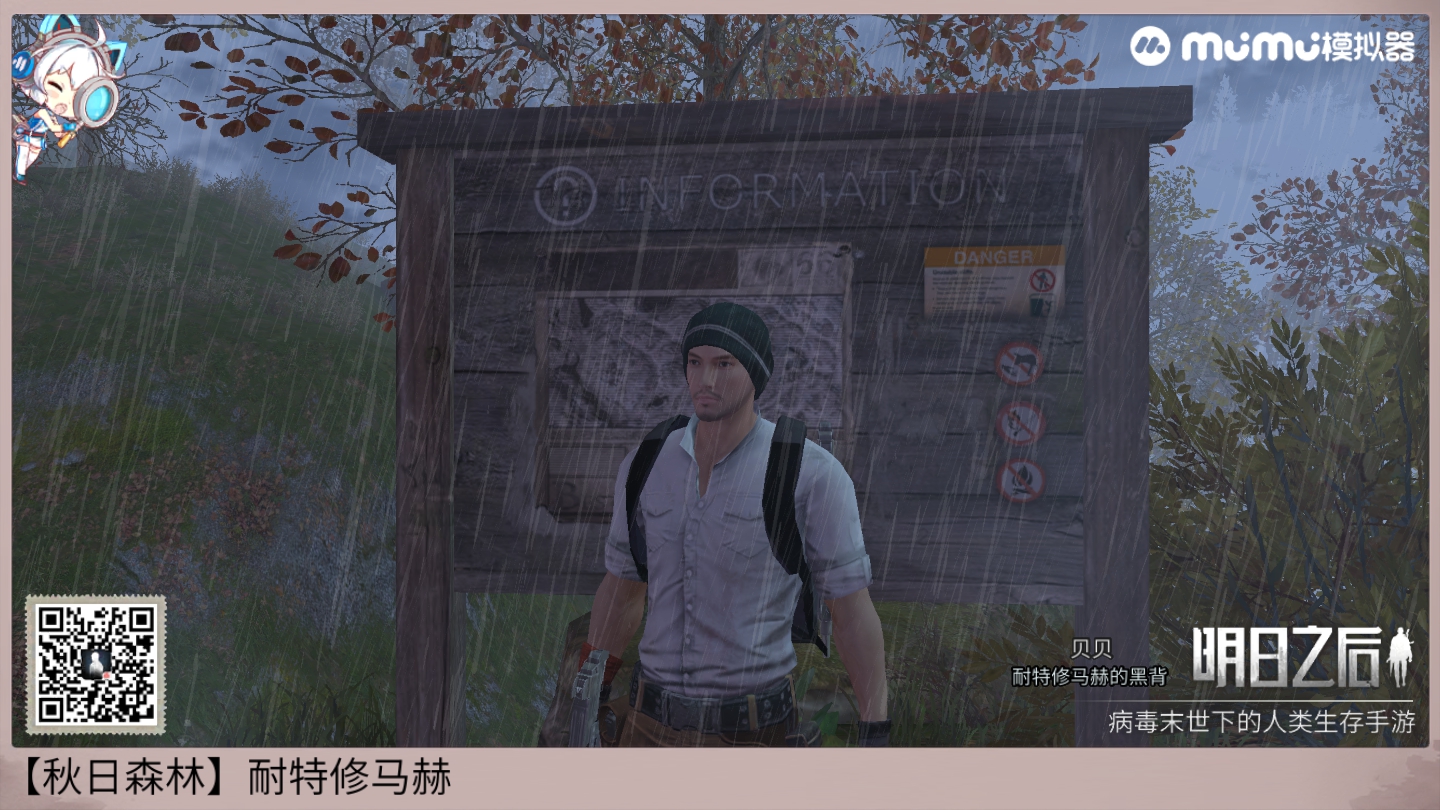 mumu模拟器
INFORMATION
DANGER
贝贝
耐特修马赫的黑背
明日之后
病毒末世下的人类生存手游
【秋日森林】耐特修马赫